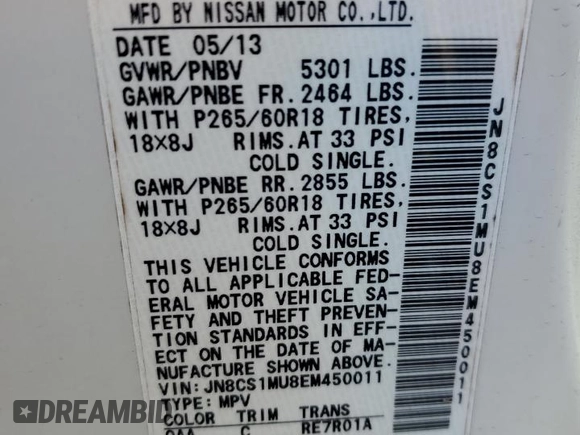 MFD BY NISSAN MOTOR CO.,LTD.
DATE 05/13
GVWR/PNBV 5301 LBS.
GAWR/PNBE FR. 2464 LBS.
WITH P265/60R18 TIRES,
18×8J RIMS.AT 33 PSI
COLD SINGLE.
GAWR/PNBE RR. 2855 LBS.
WITH P265/60R18 TIRES,
18×8J RIMS.AT 33 PSI
COLD SINGLE.
THIS VEHICLE CONFORMS
TO ALL APPLICABLE FED-
ERAL MOTOR VEHICLE SA-
FETY AND THEFT PREVEN-
TION STANDARDS IN EFF-
ECT ON THE DATE OF MA-
NUFACTURE SHOWN ABOVE.
VIN: JN8CS1MU8EM450011
TYPE: MPV
COLOR TRIM TRANS
QAA C RE7R01A
JN8CS1MU8EM450011
DEALERS.HISTORY